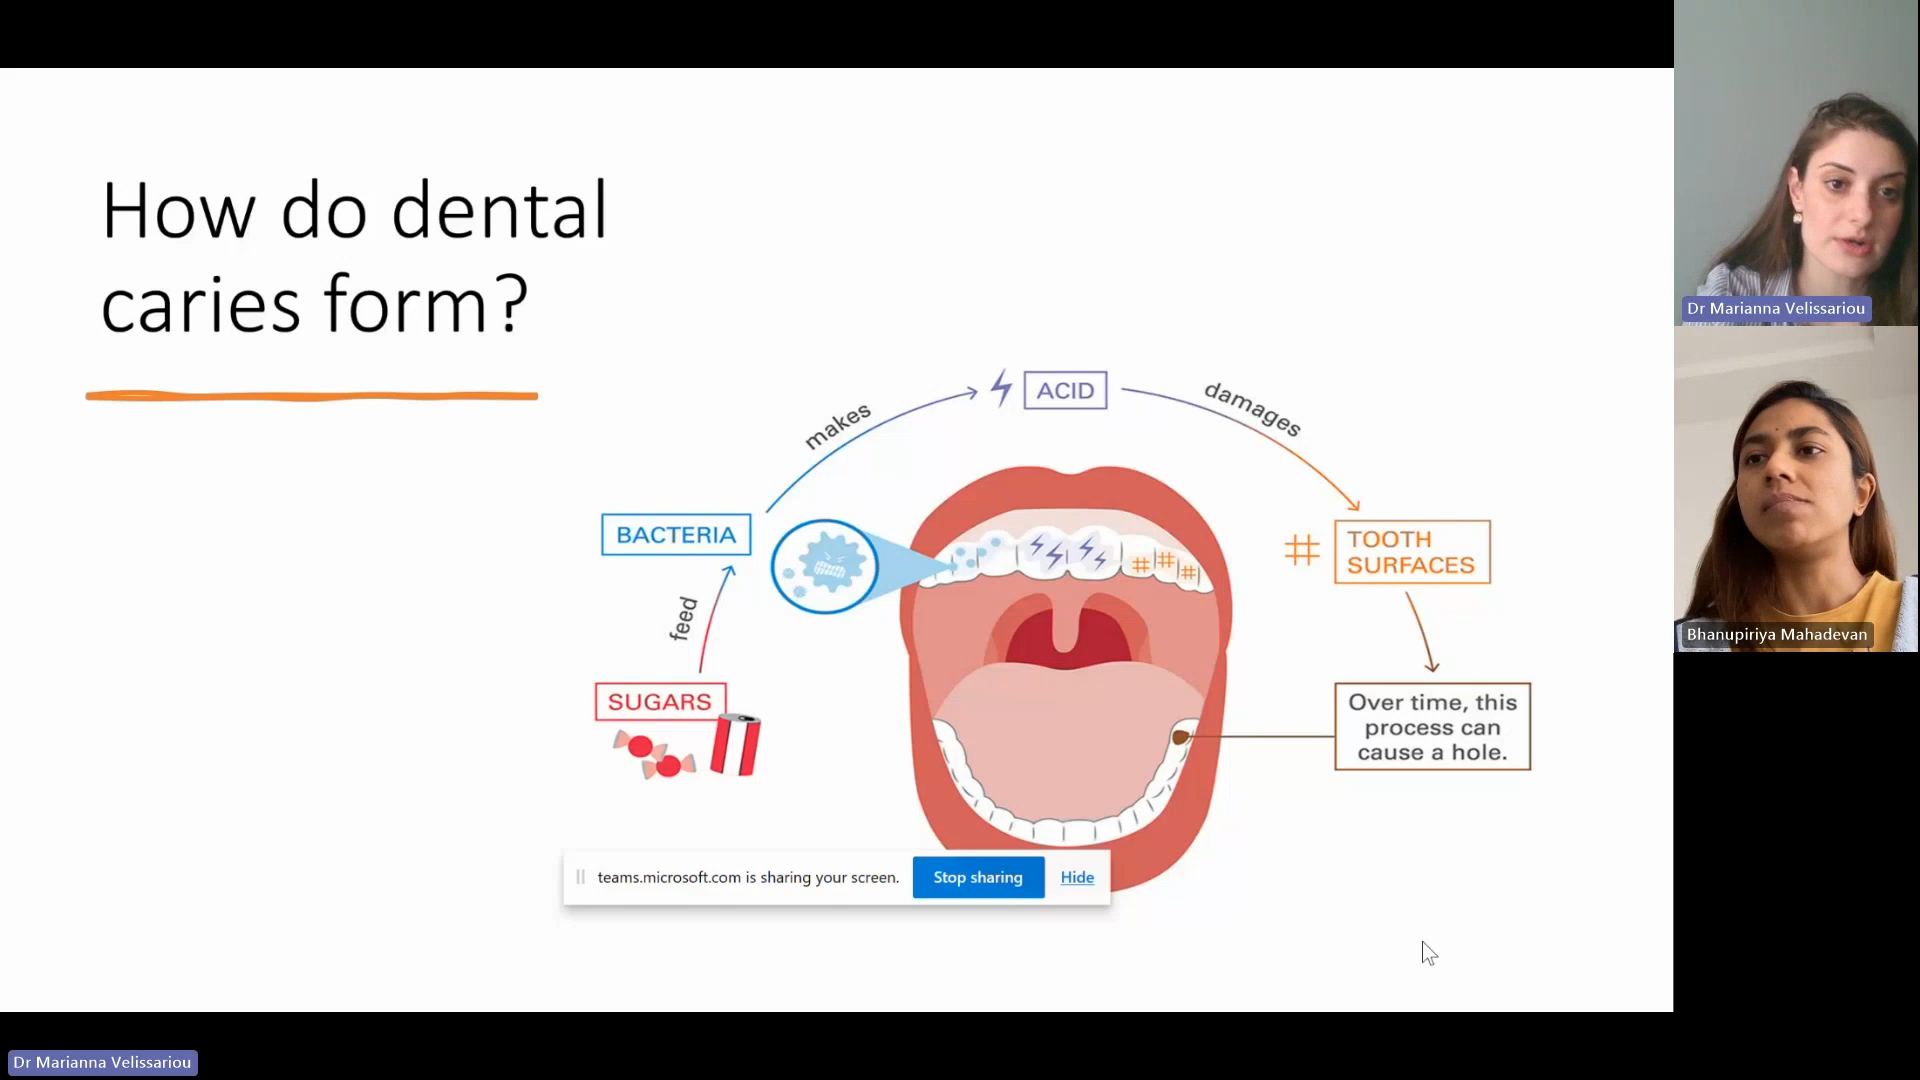 How do dental
caries form?
makes
ACID
damages
BACTERIA
TOOTH
SURFACES
feed
SUGARS
Over time, this
process can
cause a hole.
teams.microsoft.com is sharing your screen.
Stop sharing
Hide
Dr Marianna Velissariou
Bhanupiriya Mahadevan
Dr Marianna Velissariou